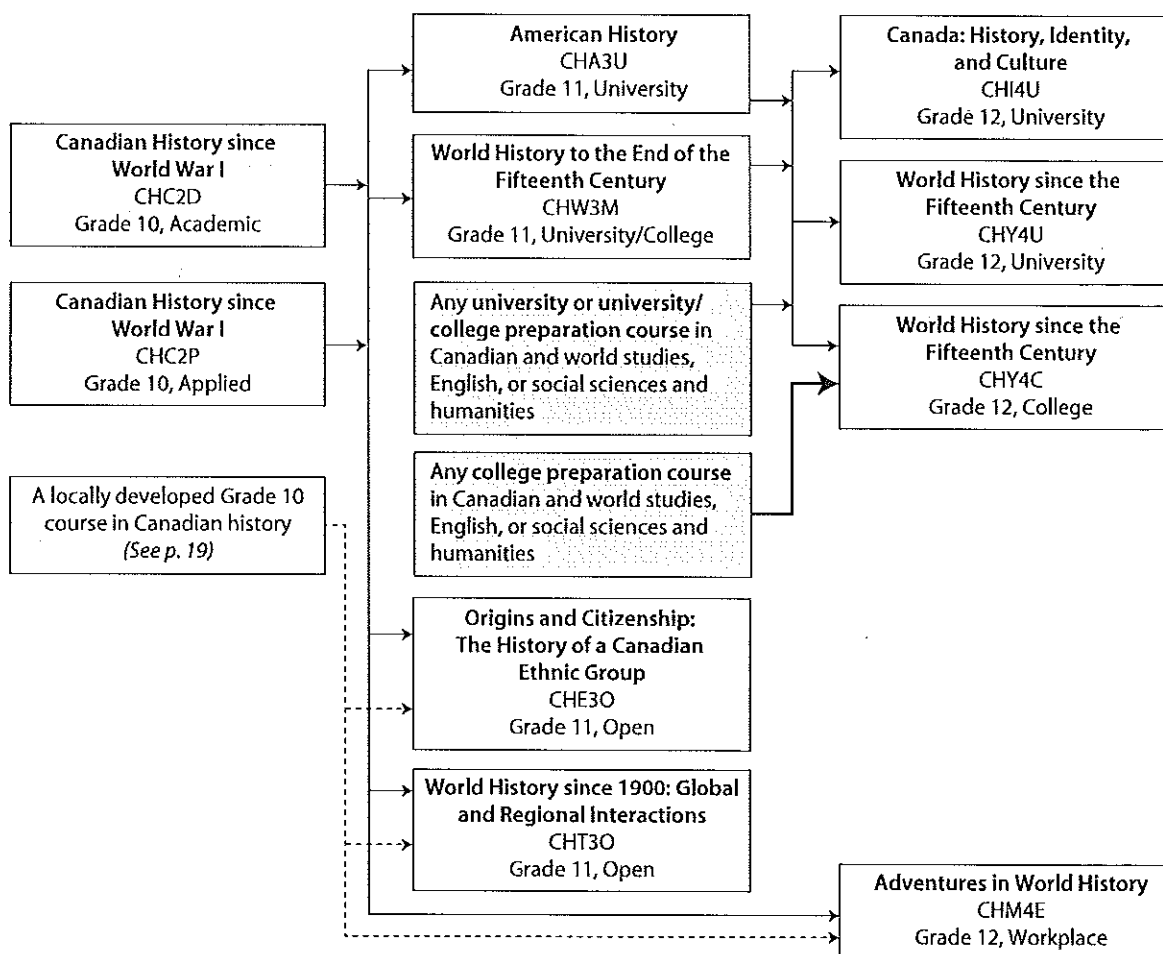 American History
CHA3U
Grade 11, University
Canada: History, Identity,
and Culture
CHI4U
Grade 12, University
Canadian History since
World War I
CHC2D
Grade 10, Academic
World History to the End of the
Fifteenth Century
CHW3M
Grade 11, University/College
World History since the
Fifteenth Century
CHY4U
Grade 12, University
Canadian History since
World War I
CHC2P
Grade 10, Applied
Any university or university/
college preparation course in
Canadian and world studies,
English, or social sciences and
humanities
World History since the
Fifteenth Century
CHY4C
Grade 12, College
A locally developed Grade 10
course in Canadian history
(See p. 19)
Any college preparation course
in Canadian and world studies,
English, or social sciences and
humanities
Origins and Citizenship:
The History of a Canadian
Ethnic Group
CHE3O
Grade 11, Open
World History since 1900: Global
and Regional Interactions
CHT3O
Grade 11, Open
Adventures in World History
CHM4E
Grade 12, Workplace